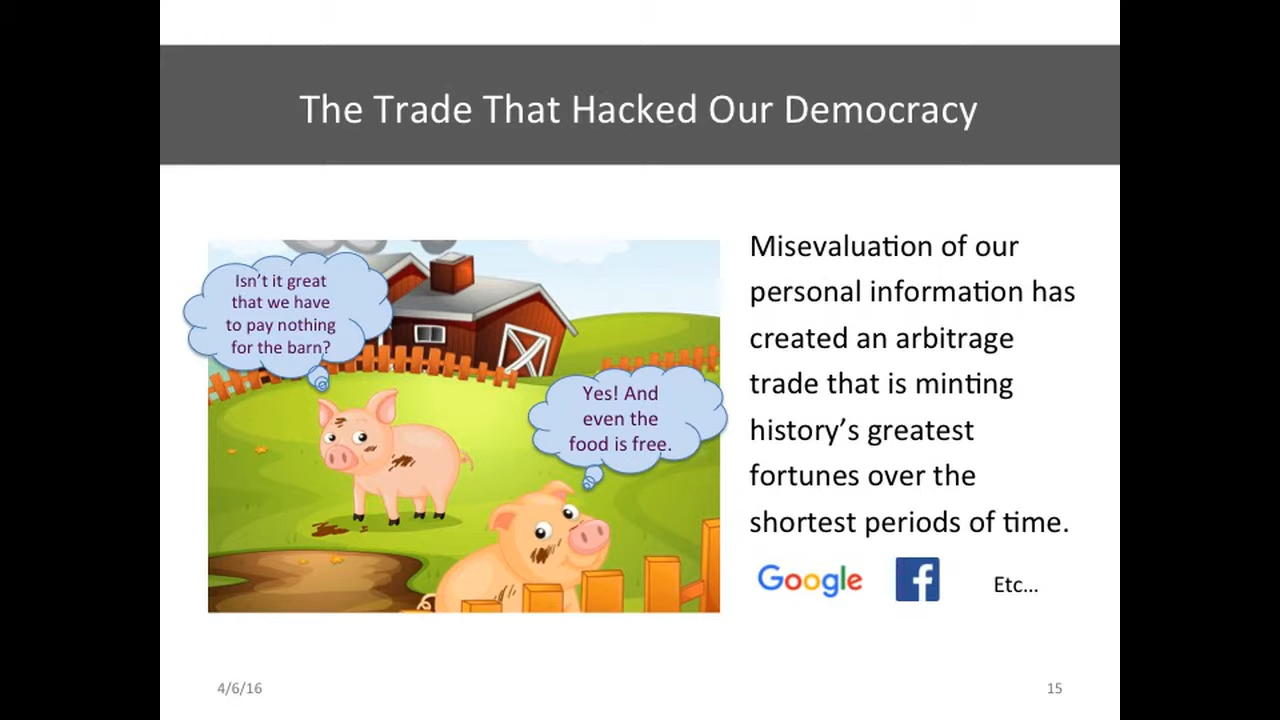 The Trade That Hacked Our Democracy
Isn’t it great
that we have
to pay nothing
for the barn?
Yes! And
even the
food is free.
Misevaluation of our
personal information has
created an arbitrage
trade that is minting
history’s greatest
fortunes over the
shortest periods of time.
Google
f
Etc…
4/6/16
15